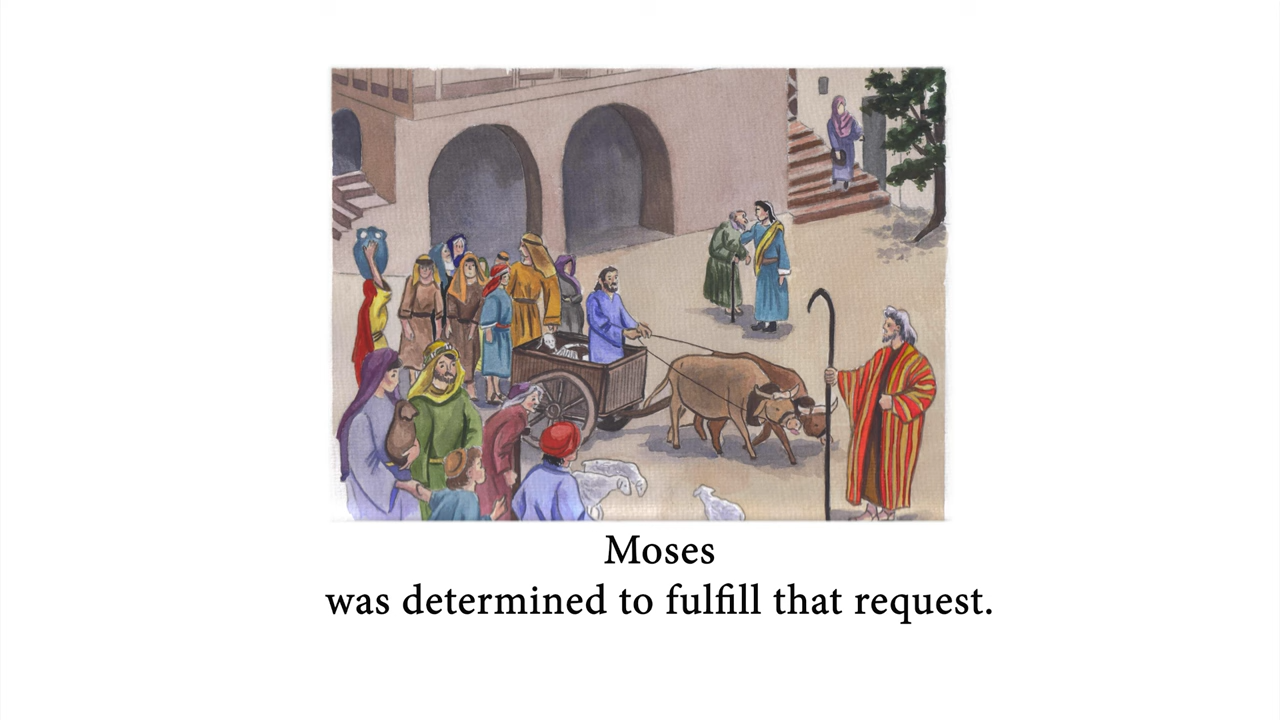 Moses
was determined to fulfill that request.